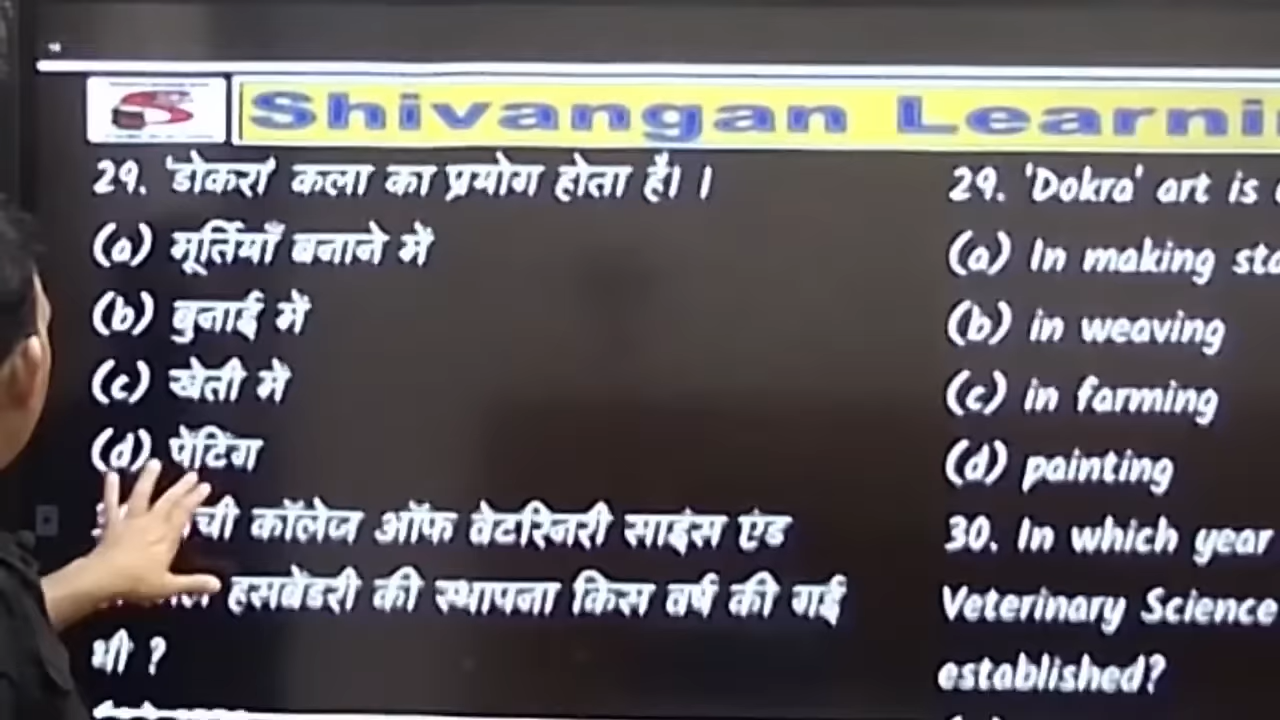 Shivangan Learni
29. 'डोकरा' कला का प्रयोग होता है। ।
(a) मूर्तियाँ बनाने में
(b) बुनाई में
(c) खेती में
(d) पेंटिंग
कॉलेज ऑफ वेटरिनरी साइंस एंड
हसबेंडरी की स्थापना किस वर्ष की गई
थी ?
29. 'Dokra' art is
(a) In making sta
(b) in weaving
(c) in farming
(d) painting
30. In which year
Veterinary Science
established?